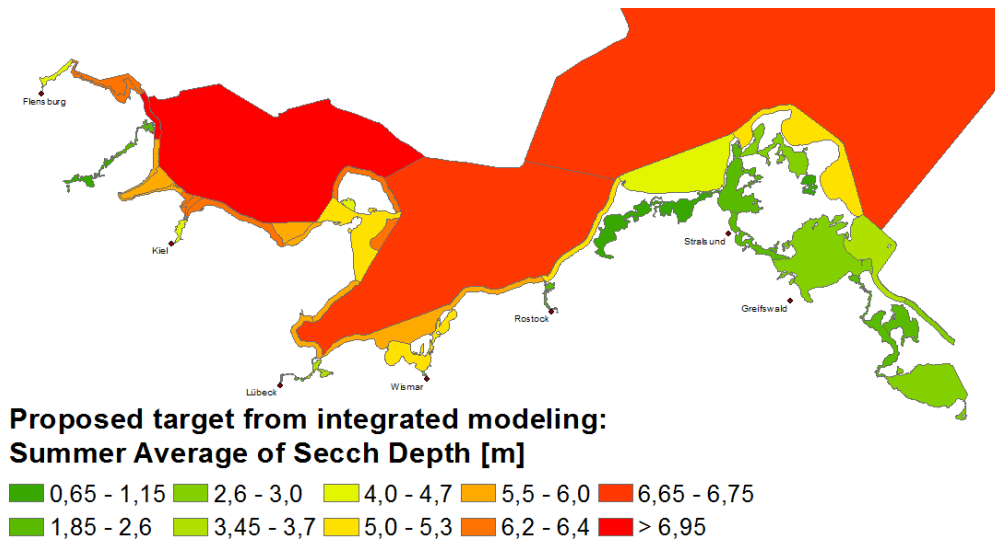 Flensburg
Kiel
Stralsund
Greifswald
Rostock
Lübeck
Wismar
Proposed target from integrated modeling:
Summer Average of Secch Depth [m]
0,65 - 1,15 2,6 - 3,0 4,0 - 4,7 5,5 - 6,0 6,65 - 6,75
1,85 - 2,6 3,45 - 3,7 5,0 - 5,3 6,2 - 6,4 > 6,95